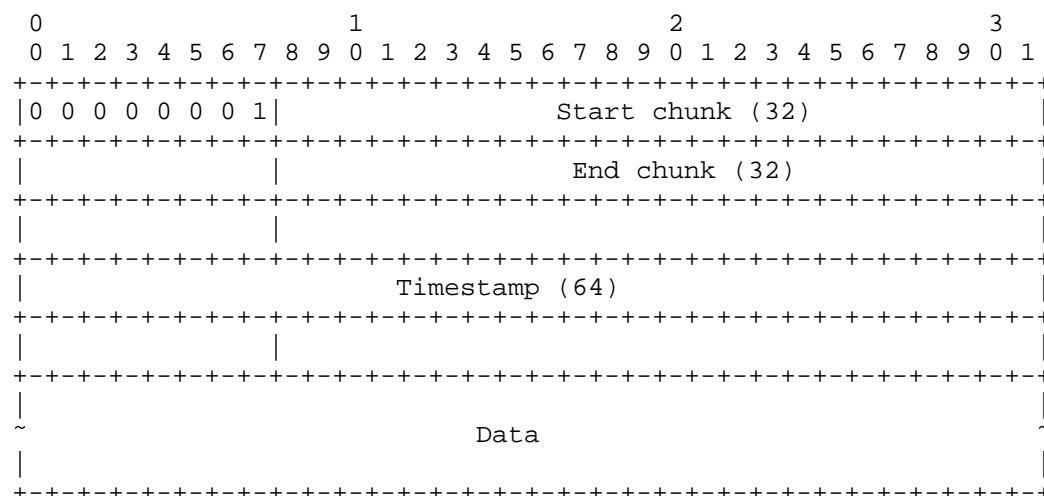 0                   1                   2                   3
 0 1 2 3 4 5 6 7 8 9 0 1 2 3 4 5 6 7 8 9 0 1 2 3 4 5 6 7 8 9 0 1
+-+-+-+-+-+-+-+-+-+-+-+-+-+-+-+-+-+-+-+-+-+-+-+-+-+-+-+-+-+-+-+-+
|0 0 0 0 0 0 0 1|                 Start chunk (32)              |
+-+-+-+-+-+-+-+-+-+-+-+-+-+-+-+-+-+-+-+-+-+-+-+-+-+-+-+-+-+-+-+-+
|               |                  End chunk (32)               |
+-+-+-+-+-+-+-+-+-+-+-+-+-+-+-+-+-+-+-+-+-+-+-+-+-+-+-+-+-+-+-+-+
|               |                                               |
+-+-+-+-+-+-+-+-+-+-+-+-+-+-+-+-+-+-+-+-+-+-+-+-+-+-+-+-+-+-+-+-+
|                       Timestamp (64)                          |
+-+-+-+-+-+-+-+-+-+-+-+-+-+-+-+-+-+-+-+-+-+-+-+-+-+-+-+-+-+-+-+-+
|               |                                               |
+-+-+-+-+-+-+-+-+-+-+-+-+-+-+-+-+-+-+-+-+-+-+-+-+-+-+-+-+-+-+-+-+
|                                                               |
~                            Data                               ~
|                                                               |
+-+-+-+-+-+-+-+-+-+-+-+-+-+-+-+-+-+-+-+-+-+-+-+-+-+-+-+-+-+-+-+-+